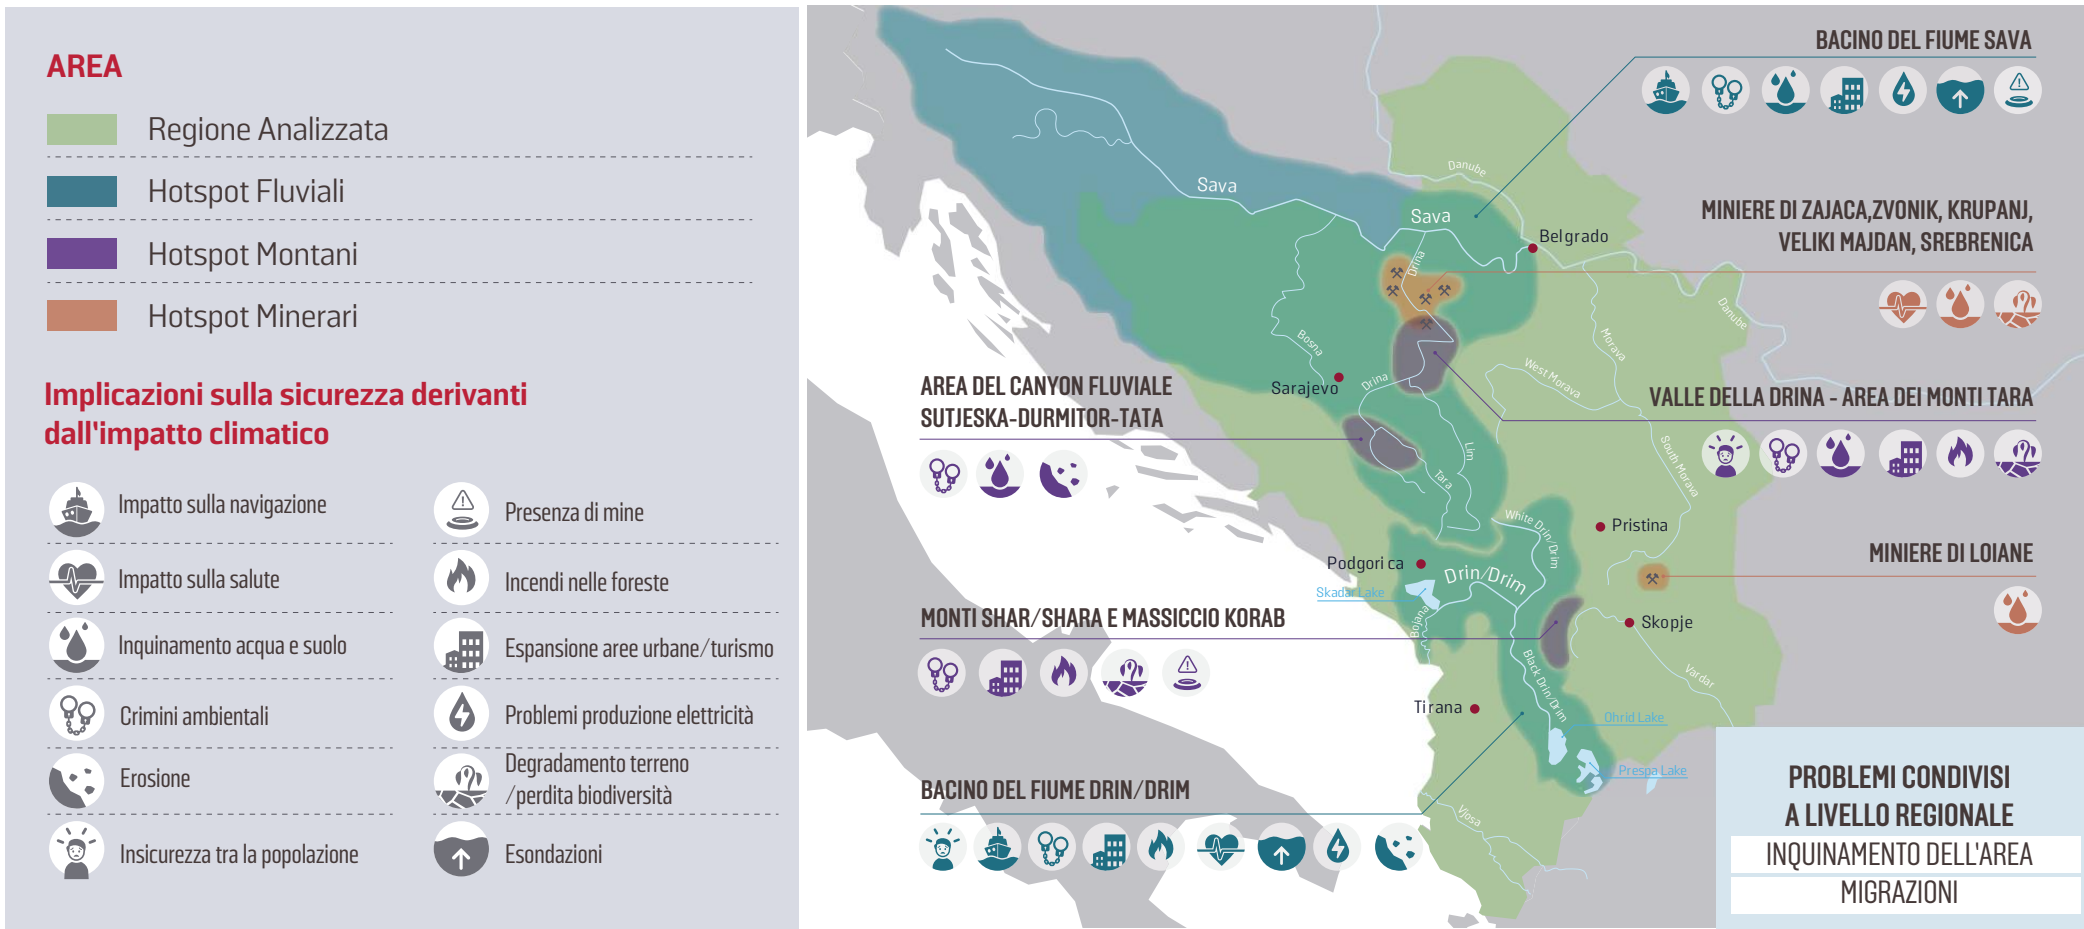 AREA
Regione Analizzata
Hotspot Fluviali
Hotspot Montani
Hotspot Minerari
Implicazioni sulla sicurezza derivanti
dall'impatto climatico
Impatto sulla navigazione
Impatto sulla salute
Inquinamento acqua e suolo
Crimini ambientali
Erosione
Insicurezza tra la popolazione
Presenza di mine
Incendi nelle foreste
Espansione aree urbane/turismo
Problemi produzione elettricità
Degradamento terreno
/perdita biodiversità
Esondazioni
BACINO DEL FIUME SAVA
MINIERE DI ZAJACA,ZVONIK, KRUPANJ,
VELIKI MAJDAN, SREBRENICA
VALLE DELLA DRINA - AREA DEI MONTI TARA
MINIERE DI LOIANE
AREA DEL CANYON FLUVIALE
SUTJESKA-DURMITOR-TATA
MONTI SHAR/SHARA E MASSICCIO KORAB
BACINO DEL FIUME DRIN/DRIM
Danube
Sava
Sava
Belgrado
Drina
Danube
Morava
Bosna
West Morava
Sarajevo
Drina
Lim
Tara
South Morava
White Drin/Drim
Pristina
Podgori ca
Drin/Drim
Skadar Lake
Bojana
Skopje
Black Drin/Drim
Vardar
Tirana
Ohrid Lake
Prespa Lake
Vjosa
PROBLEMI CONDIVISI
A LIVELLO REGIONALE
INQUINAMENTO DELL'AREA
MIGRAZIONI